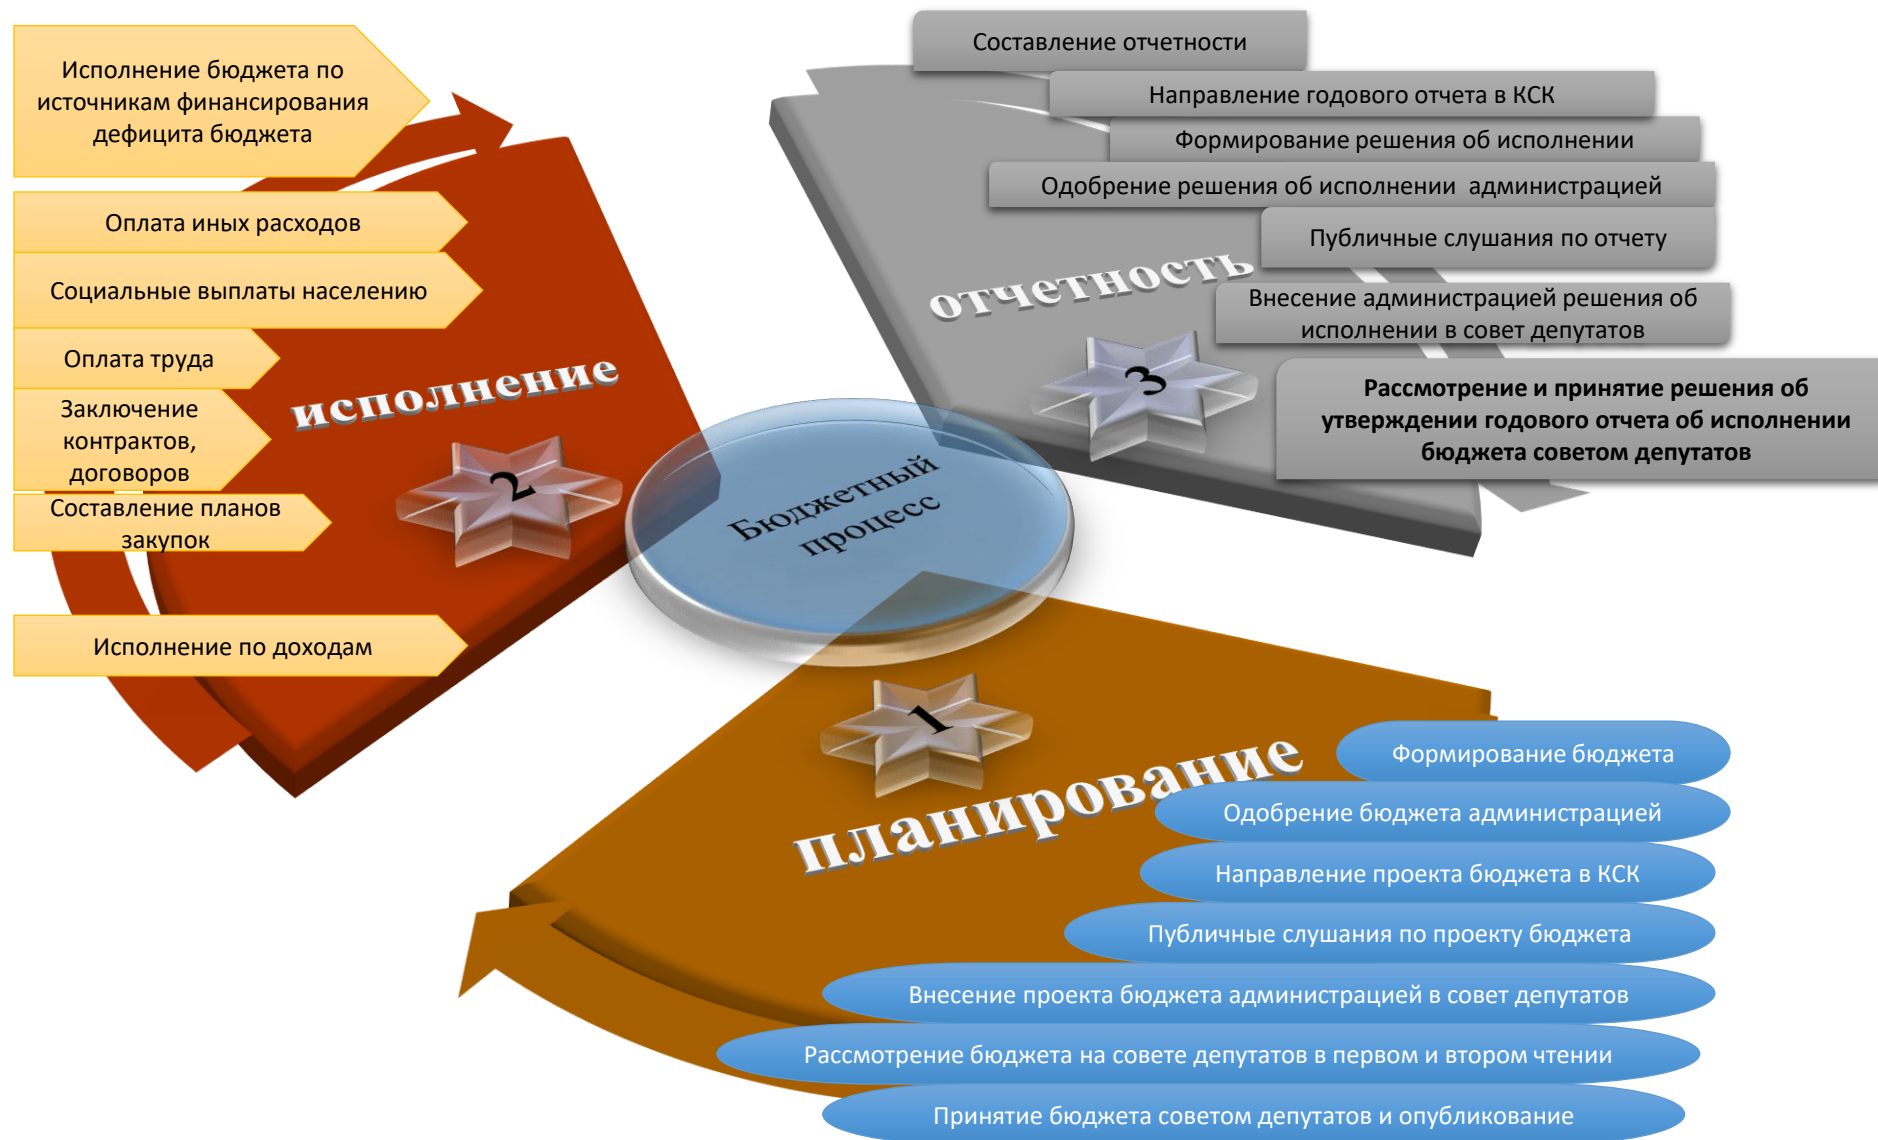 Исполнение бюджета по
источникам финансирования
дефицита бюджета
Оплата иных расходов
Социальные выплаты населению
Оплата труда
Заключение
контрактов,
договоров
Составление планов
закупок
Исполнение по доходам
исполнение
2
Составление отчетности
Направление годового отчета в КСК
Формирование решения об исполнении
Одобрение решения об исполнении администрацией
Публичные слушания по отчету
Внесение администрацией решения об
исполнении в совет депутатов
Рассмотрение и принятие решения об
утверждении годового отчета об исполнении
бюджета советом депутатов
отчетность
3
Бюджетный
процесс
1
планирование
Формирование бюджета
Одобрение бюджета администрацией
Направление проекта бюджета в КСК
Публичные слушания по проекту бюджета
Внесение проекта бюджета администрацией в совет депутатов
Рассмотрение бюджета на совете депутатов в первом и втором чтении
Принятие бюджета советом депутатов и опубликование